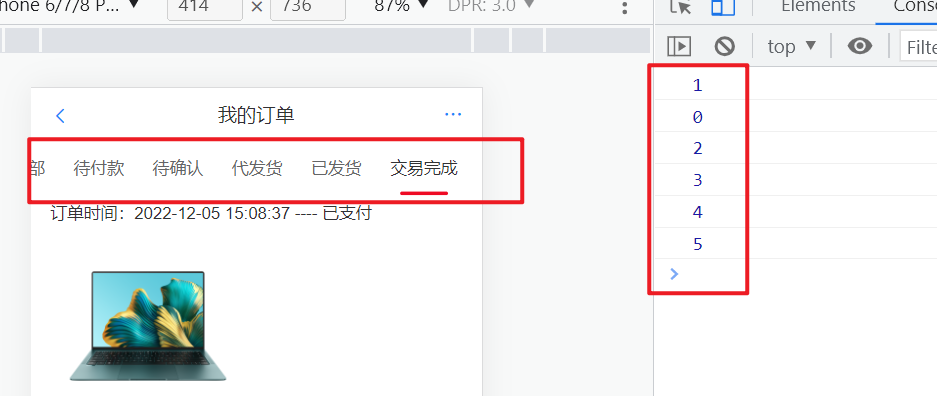 hone 6/7/8 P... ▼ 414 × 736 87% ▼ DPR: 3.0 ▼
Elements Conso
top ▼ Filte
我的订单
部 待付款 待确认 代发货 已发货 交易完成
订单时间：2022-12-05 15:08:37 ---- 已支付
1
0
2
3
4
5